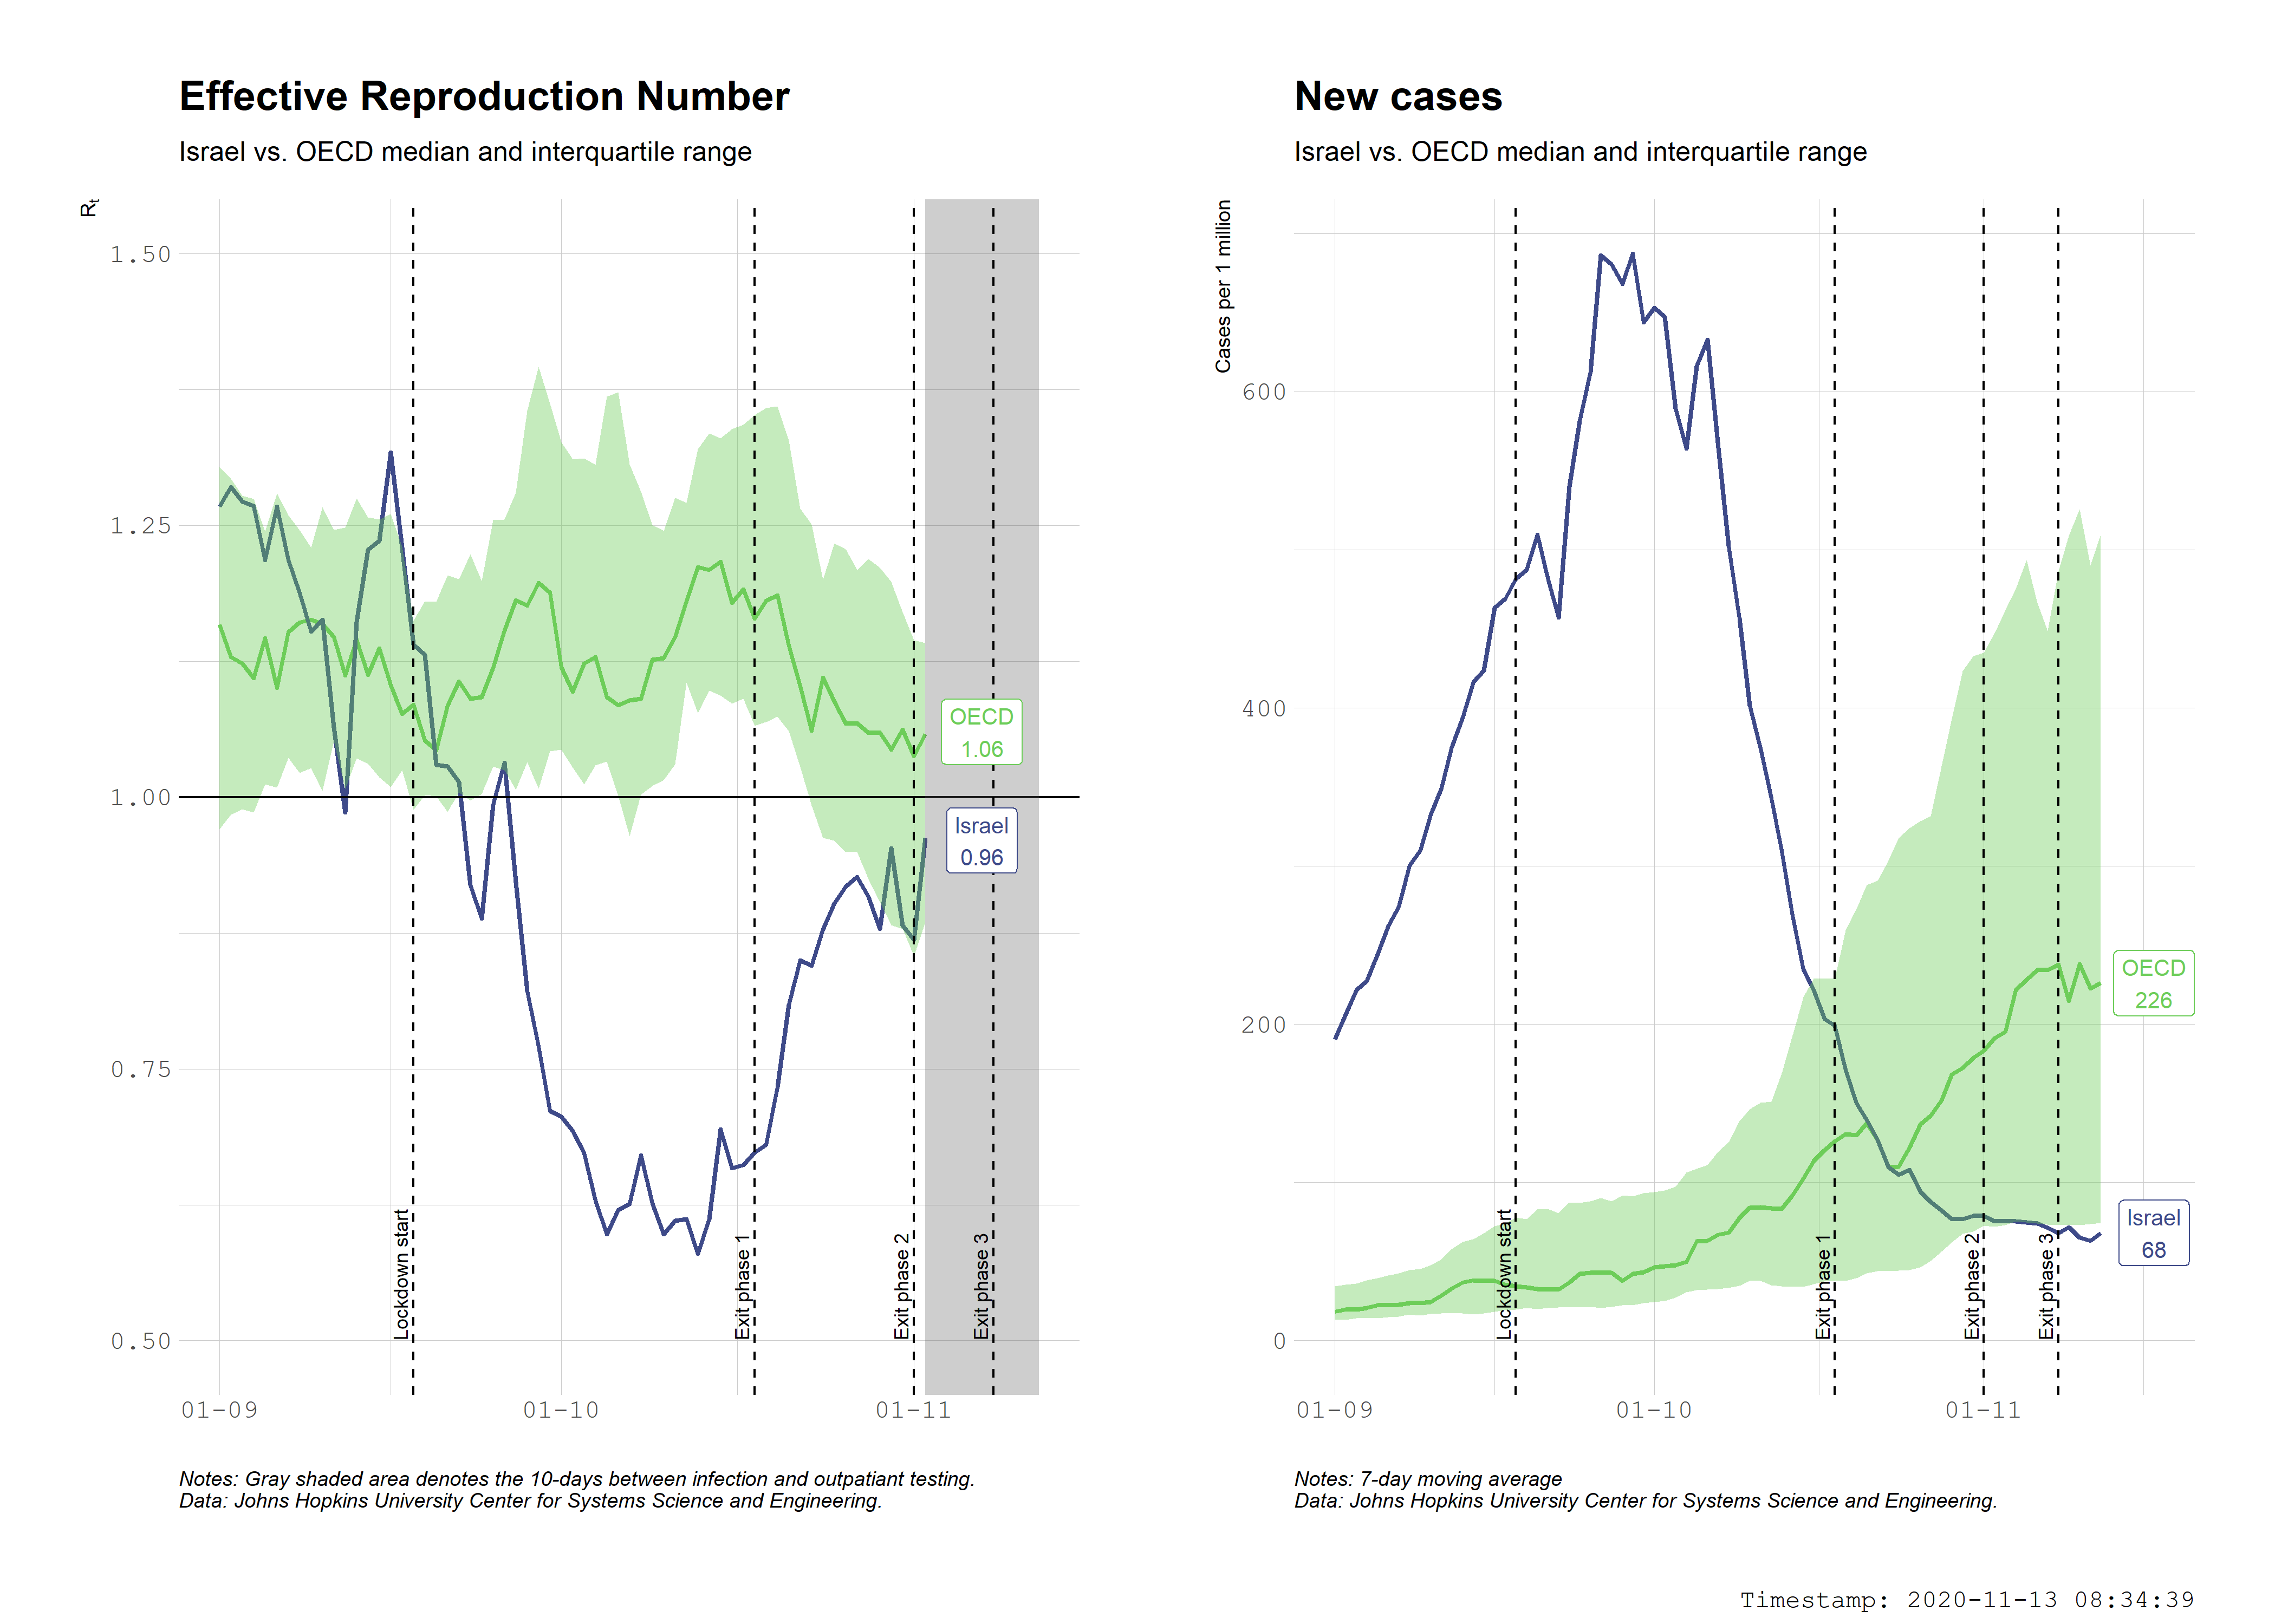 Effective Reproduction Number
Israel vs. OECD median and interquartile range
Rt
1.50
1.25
1.00
0.75
0.50
OECD
1.06
Israel
0.96
Lockdown start
Exit phase 1
Exit phase 2
Exit phase 3
01-09
01-10
01-11
Notes: Gray shaded area denotes the 10-days between infection and outpatiant testing.
Data: Johns Hopkins University Center for Systems Science and Engineering.
New cases
Israel vs. OECD median and interquartile range
Cases per 1 million
600
400
200
0
OECD
226
Israel
68
Lockdown start
Exit phase 1
Exit phase 2
Exit phase 3
01-09
01-10
01-11
Notes: 7-day moving average
Data: Johns Hopkins University Center for Systems Science and Engineering.
Timestamp: 2020-11-13 08:34:39